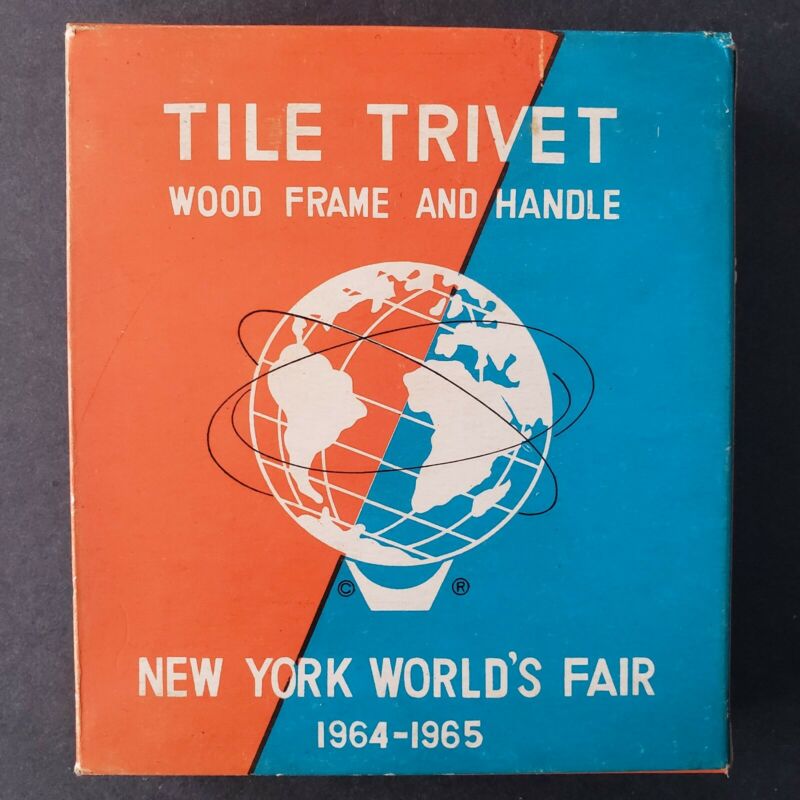 TILE TRIVET
WOOD FRAME AND HANDLE
© ®
NEW YORK WORLD'S FAIR
1964-1965